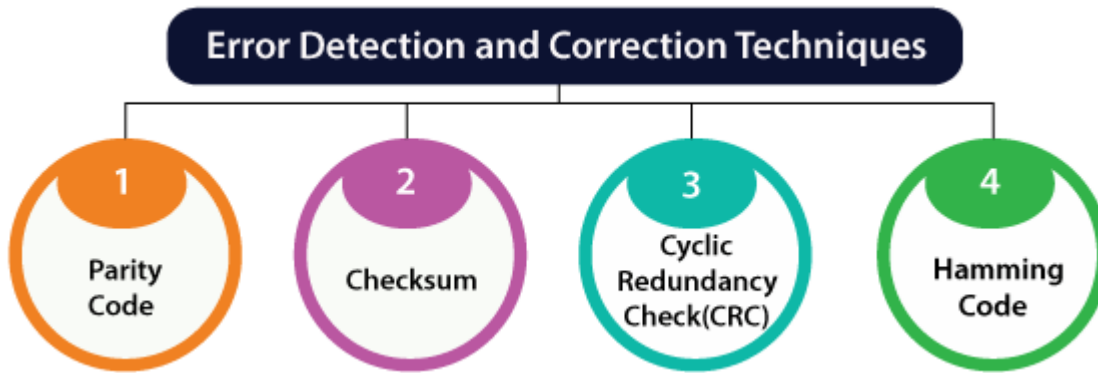 Error Detection and Correction Techniques
1
Parity
Code
2
Checksum
3
Cyclic
Redundancy
Check(CRC)
4
Hamming
Code